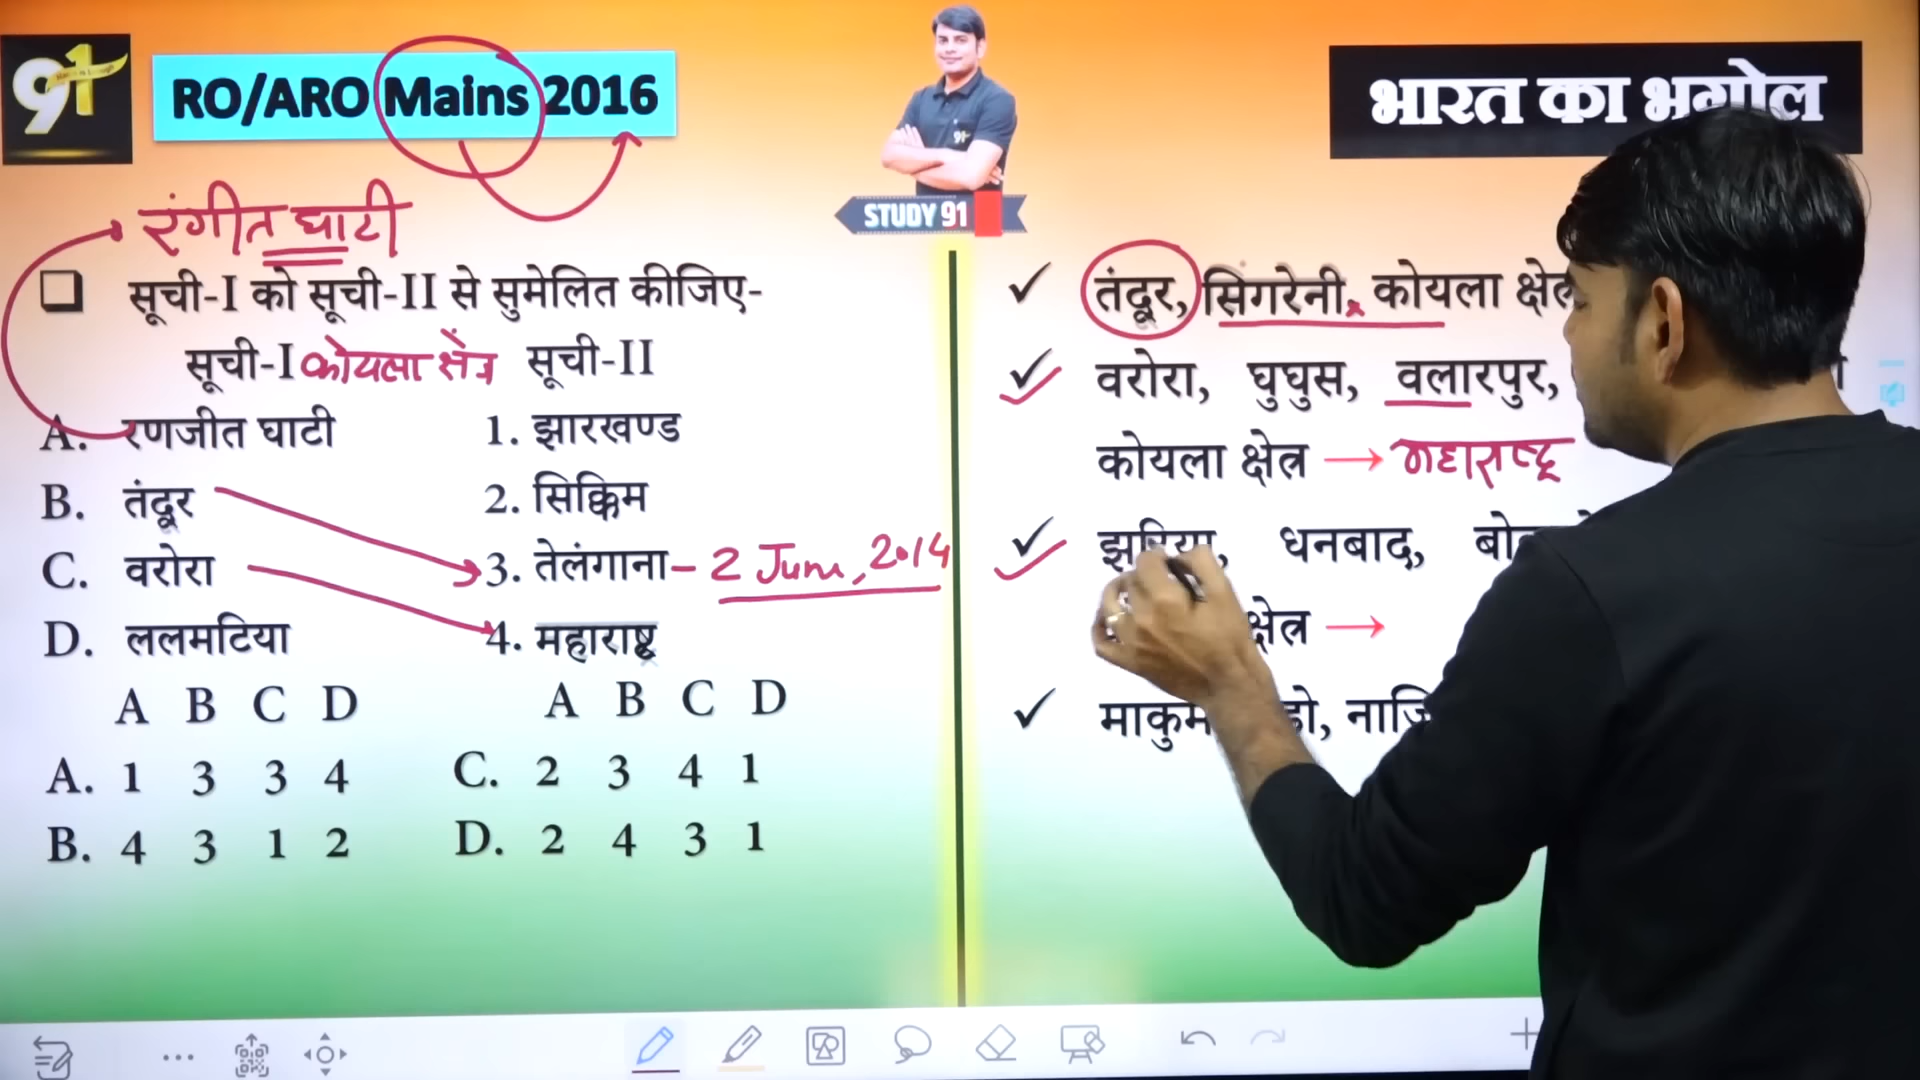 91
RO/ARO Mains 2016
STUDY 91
भारत का भूगोल
रंगीत घाटी
सूची-I को सूची-II से सुमेलित कीजिए-
सूची-I कोयला क्षेत्र सूची-II
A. रणजीत घाटी 1. झारखण्ड
B. तंदूर 2. सिक्किम
C. वरोरा 3. तेलंगाना - 2 June, 2014
D. ललमटिया 4. महाराष्ट्र
A B C D A B C D
A. 1 3 3 4 C. 2 3 4 1
B. 4 3 1 2 D. 2 4 3 1
तंदूर, सिंगरेनी, कोयला क्षेत्र
वरोरा, घुघुस, वलारपुर,
कोयला क्षेत्र → महाराष्ट्र
झरिया, धनबाद,
क्षेत्र →